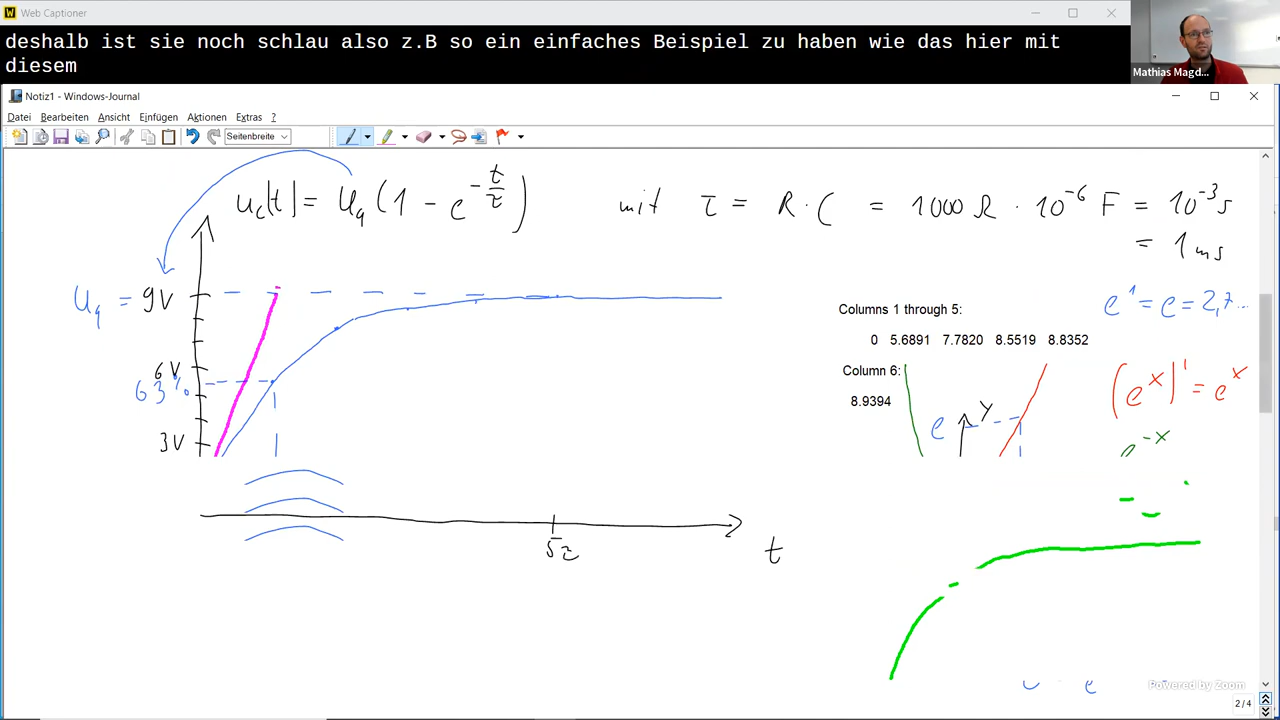 Web Captioner
deshalb ist sie noch schlau also z.B so ein einfaches Beispiel zu haben wie das hier mit
diesem
Mathias Magd...
Notiz1 - Windows-Journal
Datei Bearbeiten Ansicht Einfügen Aktionen Extras ?
Seitenbreite
u_c(t) = U_q (1 - e^{-t/τ}) mit τ = R·C = 1000 Ω · 10^{-6} F = 10^{-3} s
= 1 ms
U_q = 9V
6V
63%
3V
5τ
t
Columns 1 through 5:
0 5.6891 7.7820 8.5519 8.8352
Column 6:
8.9394
e^1 = e = 2,7...
(e^x)' = e^x
e^{-x}
e
y
e
Powered by Zoom
2/4